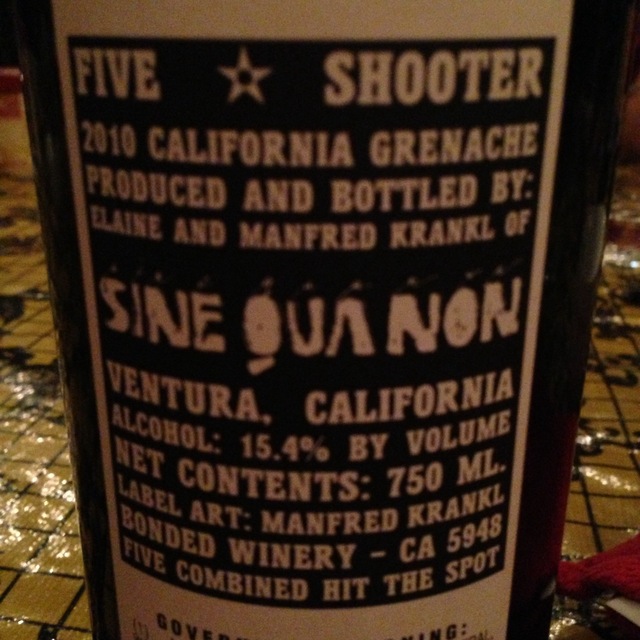 FIVE ☆ SHOOTER
2010 CALIFORNIA GRENACHE
PRODUCED AND BOTTLED BY:
ELAINE AND MANFRED KRANKL OF
SINE QUA NON
VENTURA, CALIFORNIA
ALCOHOL: 15.4% BY VOLUME
NET CONTENTS: 750 ML.
LABEL ART: MANFRED KRANKL
BONDED WINERY – CA 5948
FIVE COMBINED HIT THE SPOT